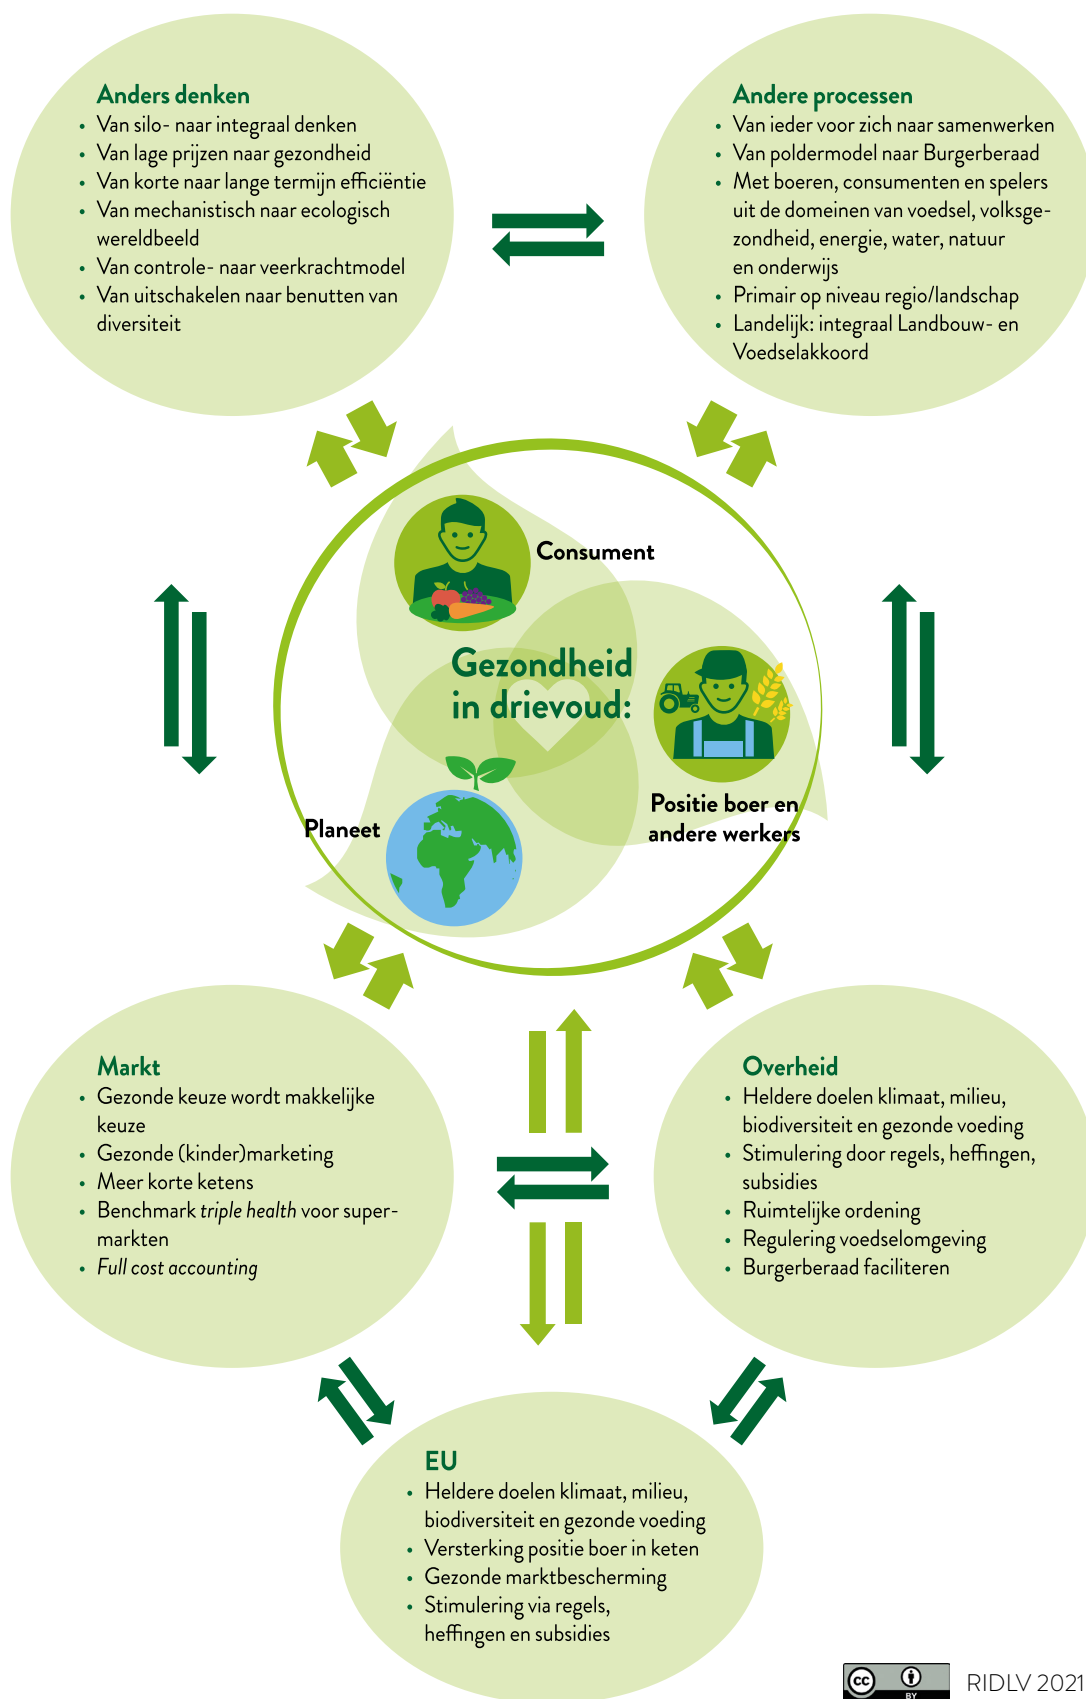 Anders denken
• Van silo- naar integraal denken
• Van lage prijzen naar gezondheid
• Van korte naar lange termijn efficiëntie
• Van mechanistisch naar ecologisch
wereldbeeld
• Van controle- naar veerkrachtmodel
• Van uitschakelen naar benutten van
diversiteit
Andere processen
• Van ieder voor zich naar samenwerken
• Van poldermodel naar Burgerberaad
• Met boeren, consumenten en spelers
uit de domeinen van voedsel, volksge-
zondheid, energie, water, natuur
en onderwijs
• Primair op niveau regio/landschap
• Landelijk: integraal Landbouw- en
Voedselakkoord
Consument
Gezondheid
in drievoud:
Positie boer en
andere werkers
Planeet
Markt
• Gezonde keuze wordt makkelijke
keuze
• Gezonde (kinder)marketing
• Meer korte ketens
• Benchmark triple health voor super-
markten
• Full cost accounting
Overheid
• Heldere doelen klimaat, milieu,
biodiversiteit en gezonde voeding
• Stimulering door regels, heffingen,
subsidies
• Ruimtelijke ordening
• Regulering voedselomgeving
• Burgerberaad faciliteren
EU
• Heldere doelen klimaat, milieu,
biodiversiteit en gezonde voeding
• Versterking positie boer in keten
• Gezonde marktbescherming
• Stimulering via regels,
heffingen en subsidies
cc BY
RIDLV 2021